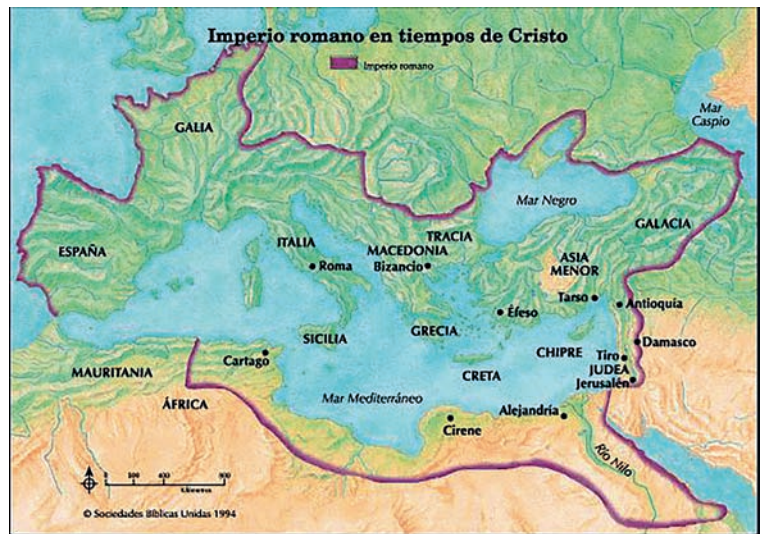 Imperio romano en tiempos de Cristo
Imperio romano
Mar
Caspio
GALIA
Mar Negro
ESPAÑA
ITALIA
Roma
TRACIA
MACEDONIA
Bizancio
GALACIA
ASIA
MENOR
Tarso
Antioquía
Éfeso
SICILIA
GRECIA
CHIPRE
Damasco
Tiro
JUDEA
Jerusalén
MAURITANIA
Cartago
CRETA
Mar Mediterráneo
ÁFRICA
Cirene
Alejandría
Río Nilo
0 200 400 800
Kilómetros
© Sociedades Bíblicas Unidas 1994